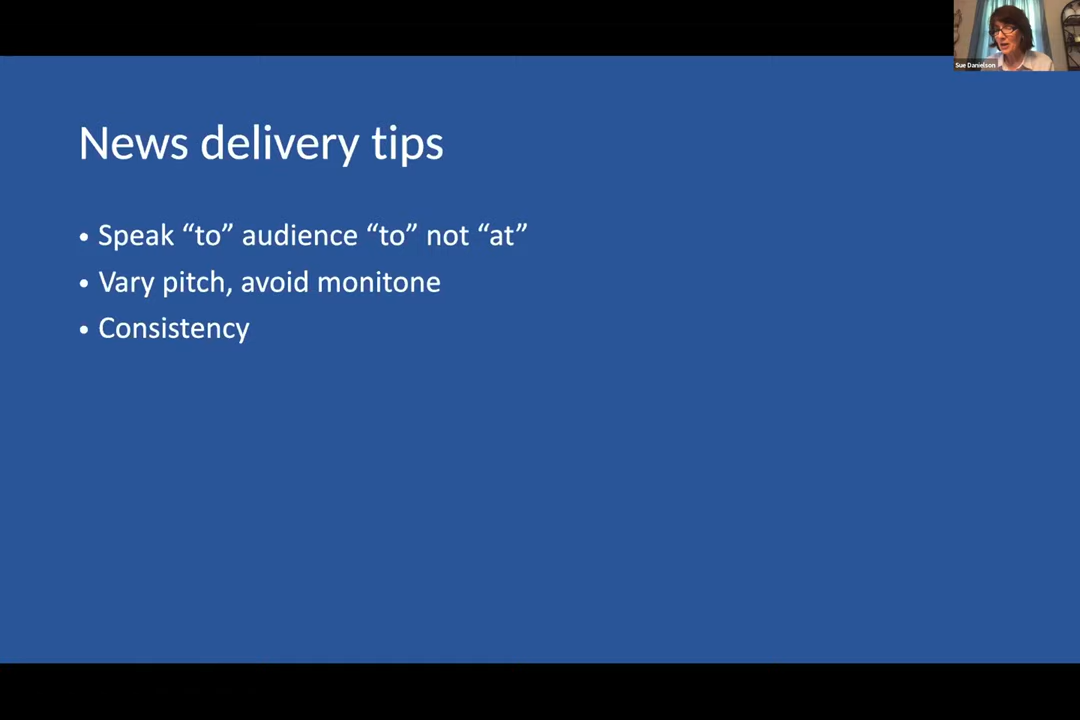 Sue Danielson
News delivery tips
• Speak “to” audience “to” not “at”
• Vary pitch, avoid monitone
• Consistency